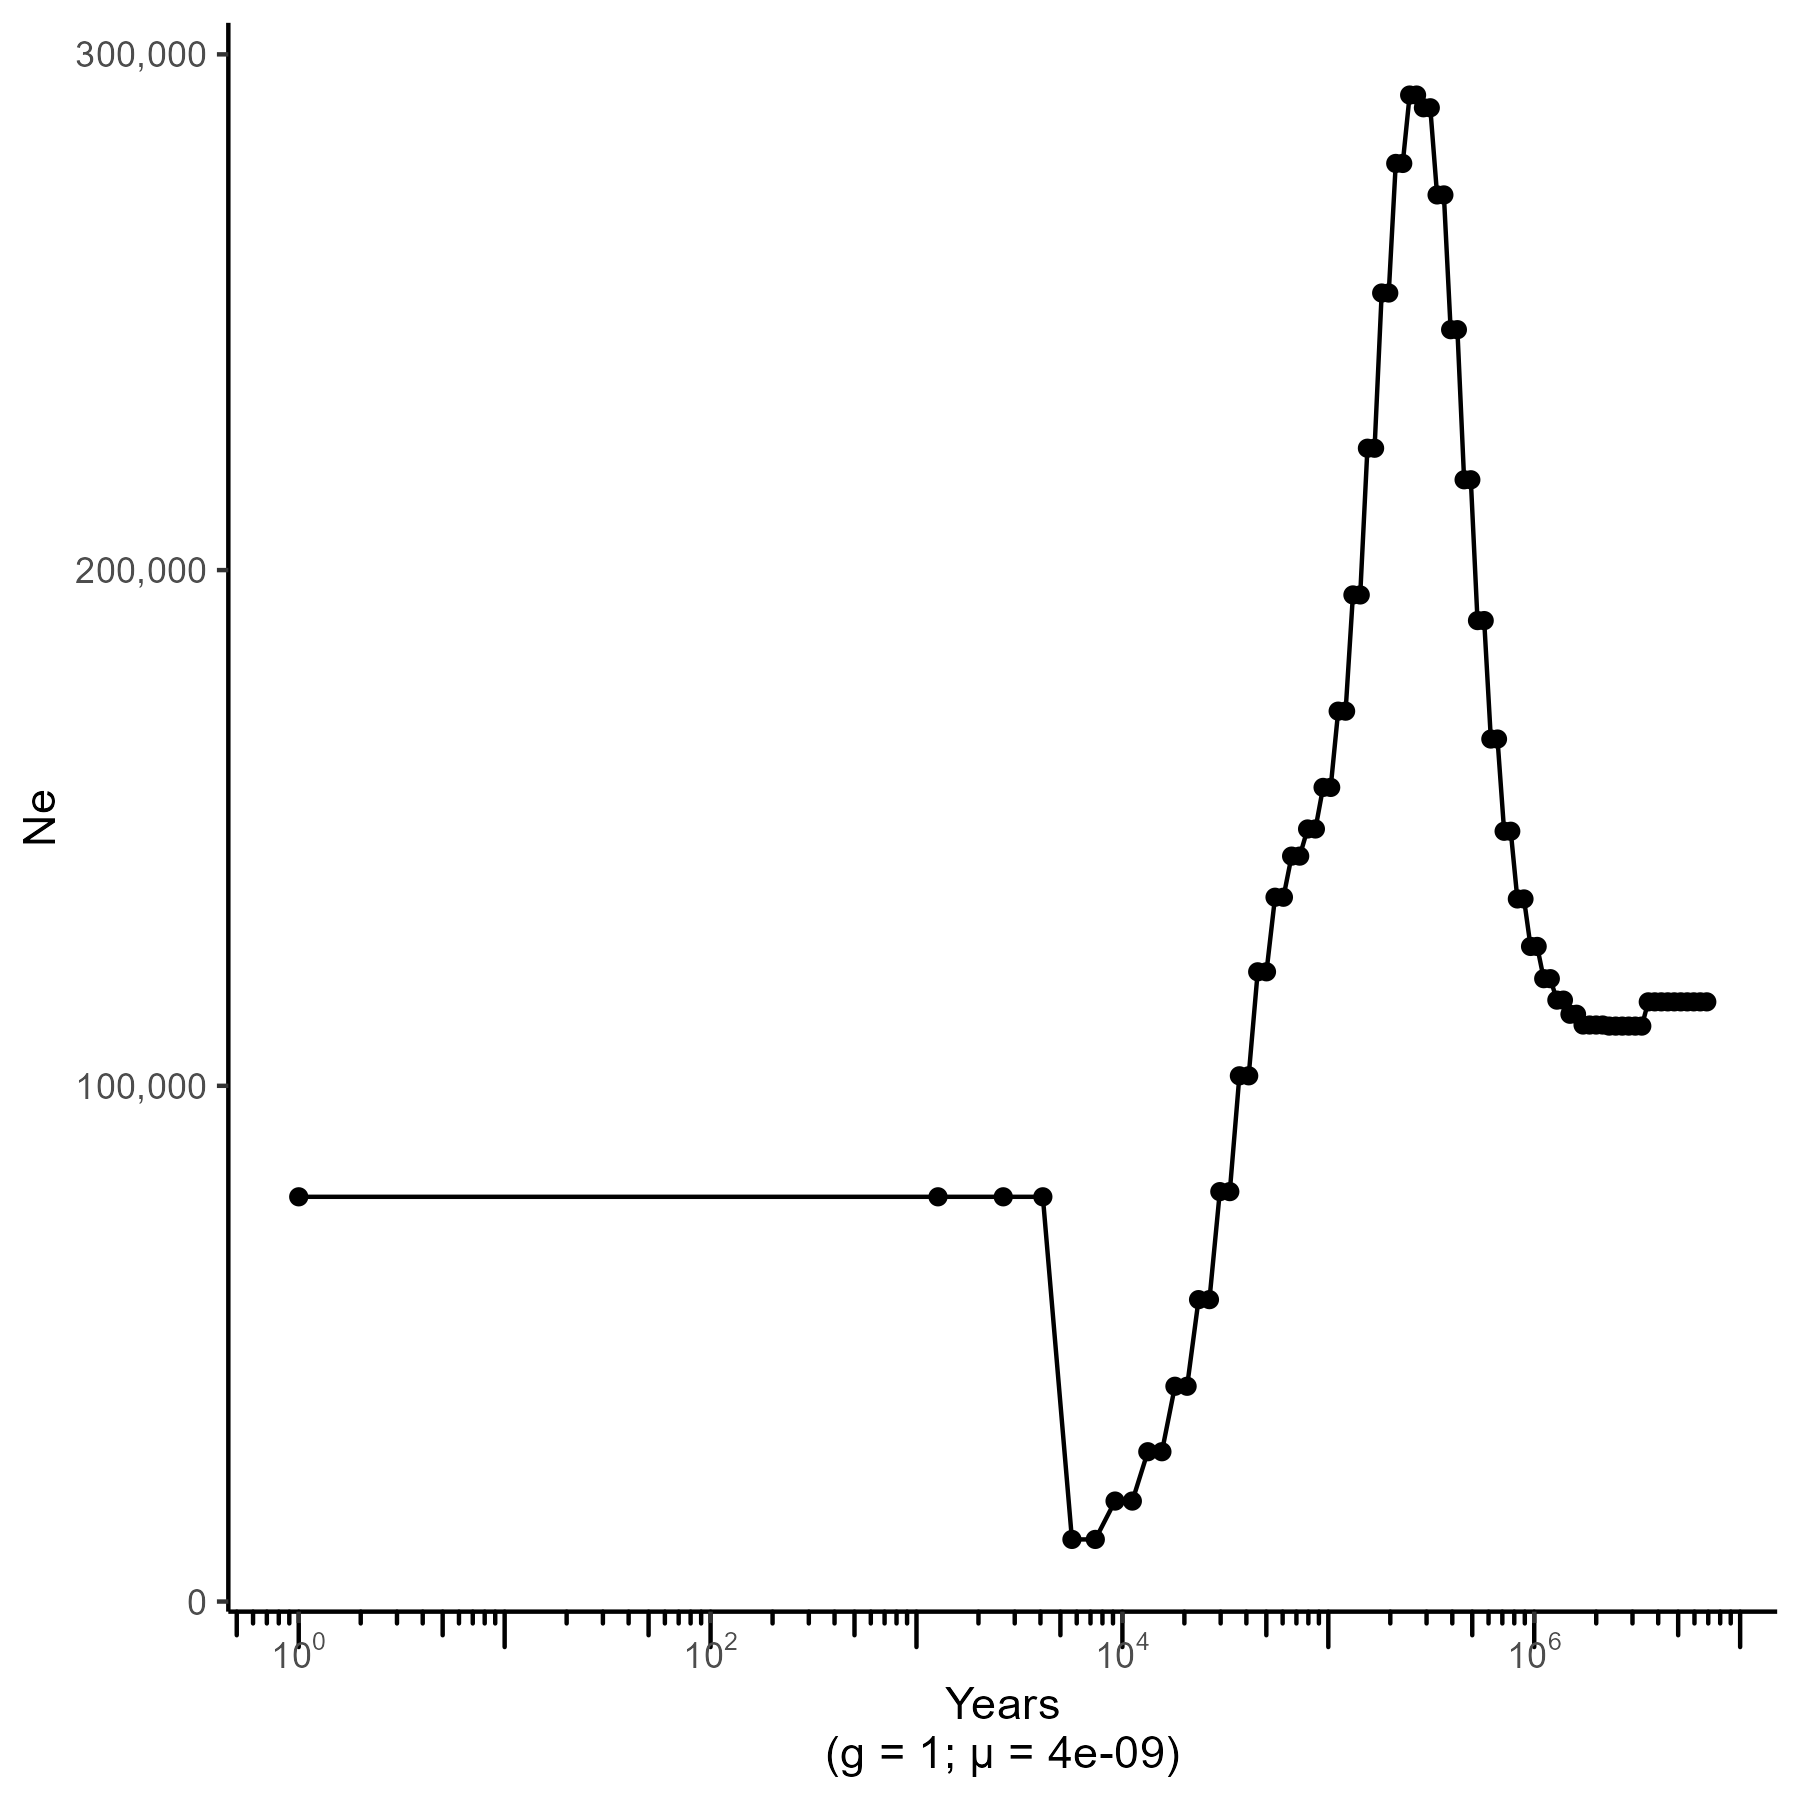 300,000
200,000
100,000
0
Ne
10⁰ 10² 10⁴ 10⁶
Years
(g = 1; µ = 4e-09)